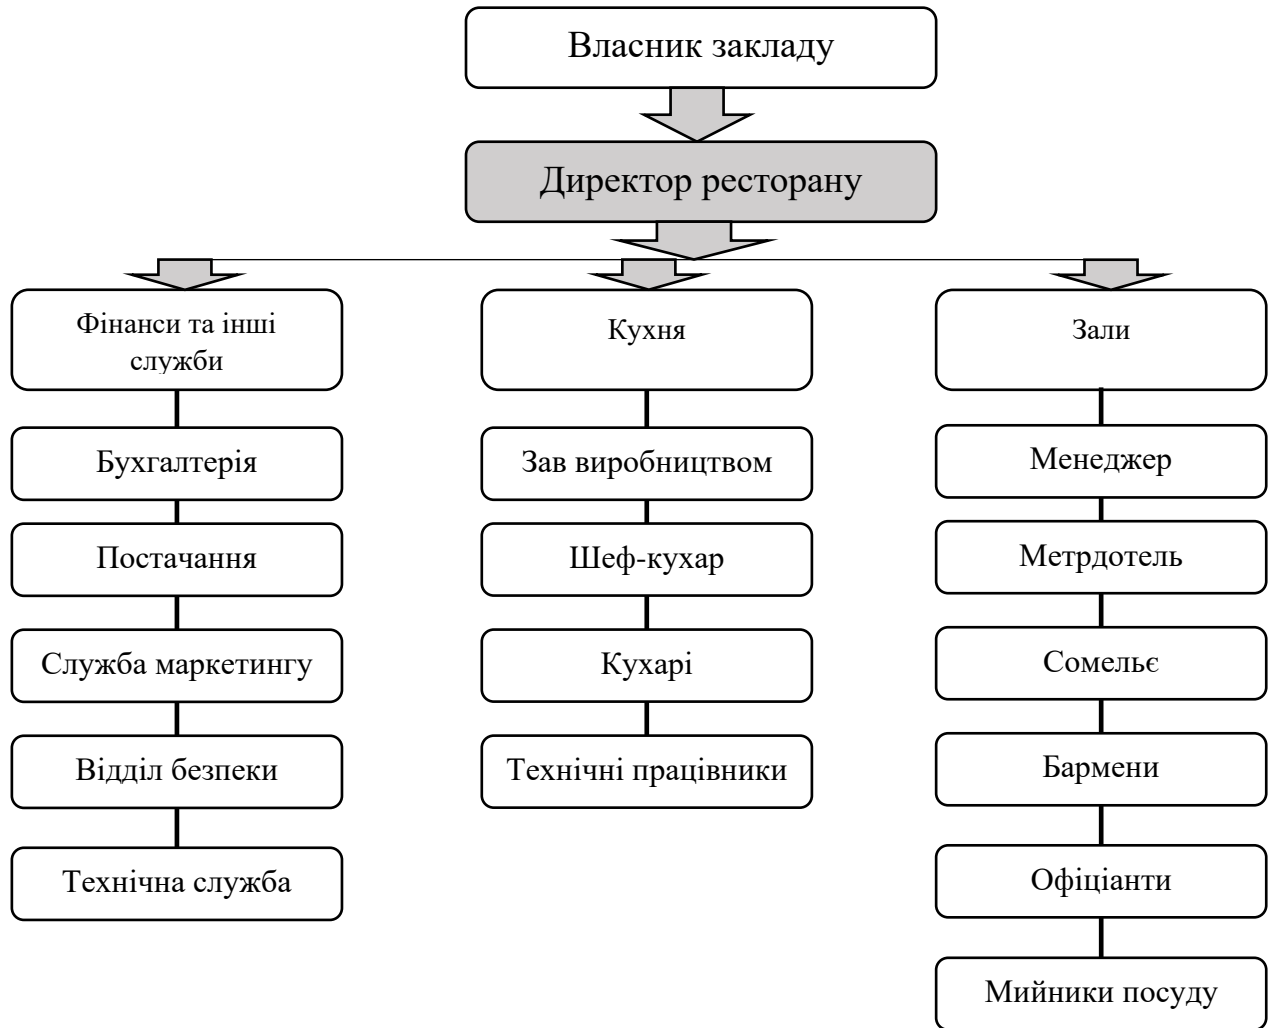 Власник закладу
Директор ресторану
Фінанси та інші
служби
Бухгалтерія
Постачання
Служба маркетингу
Відділ безпеки
Технічна служба
Кухня
Зав виробництвом
Шеф-кухар
Кухарі
Технічні працівники
Зали
Менеджер
Метрдотель
Сомельє
Бармени
Офіціанти
Мийники посуду